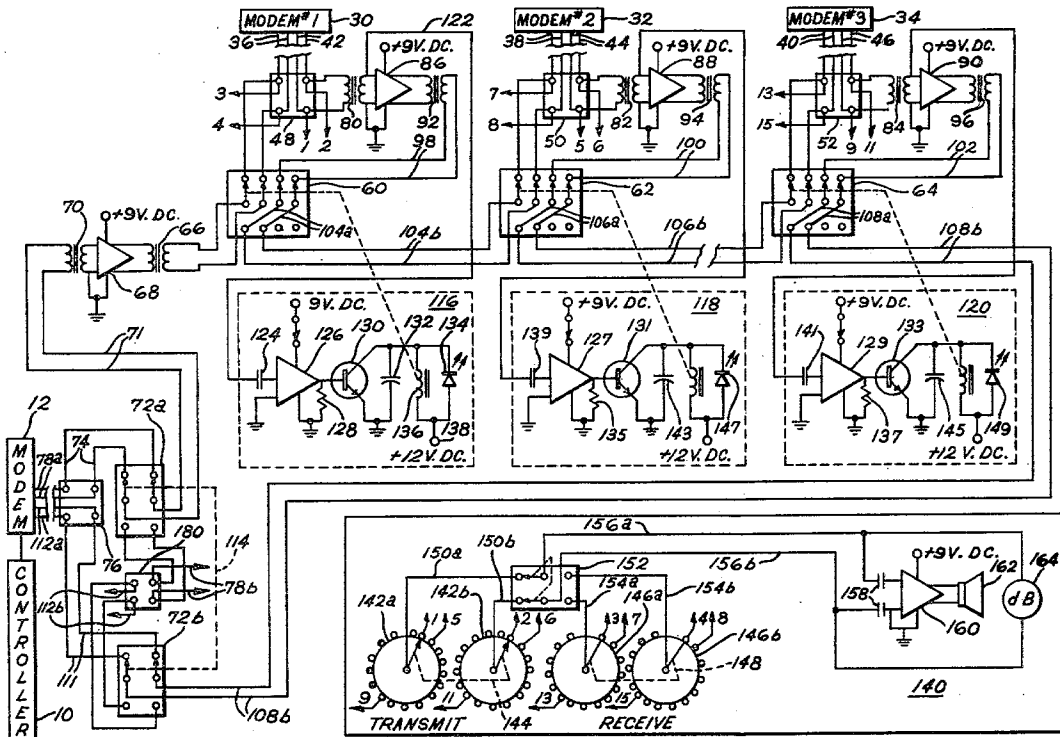 MODEM #1 30 122 MODEM #2 32 MODEM #3 34
36 42 38 44 40 46
+9V. DC. +9V. DC. +9V. DC.
86 88 90
3 7 13
4 48 1 2 80 92 8 50 5 6 82 94 15 52 9 11 84 96
98 100 102
60 62 64
70 +9V. DC. 66
104a 106a 108a
68 104b 106b 108b
9V. DC. 116 +9V. DC. 118 +9V. DC. 120
71
124 126 130 132 134 139 127 131 141 129 133
12 72a
128 136 138 135 143 147 137 145 149
+12 V. DC. +12 V. DC.
MODEM 74 78a
112a 76 180 114
156a
CONTROLLER 150a 150b 152 156b +9V. DC. 164
112b 78b 154a 154b 158 162 dB
142a 142b 146a 72b 160
1 5 2 6 3 7 4 8 146b
111 148
108b 9 11 13 15 140
10 TRANSMIT 144 RECEIVE